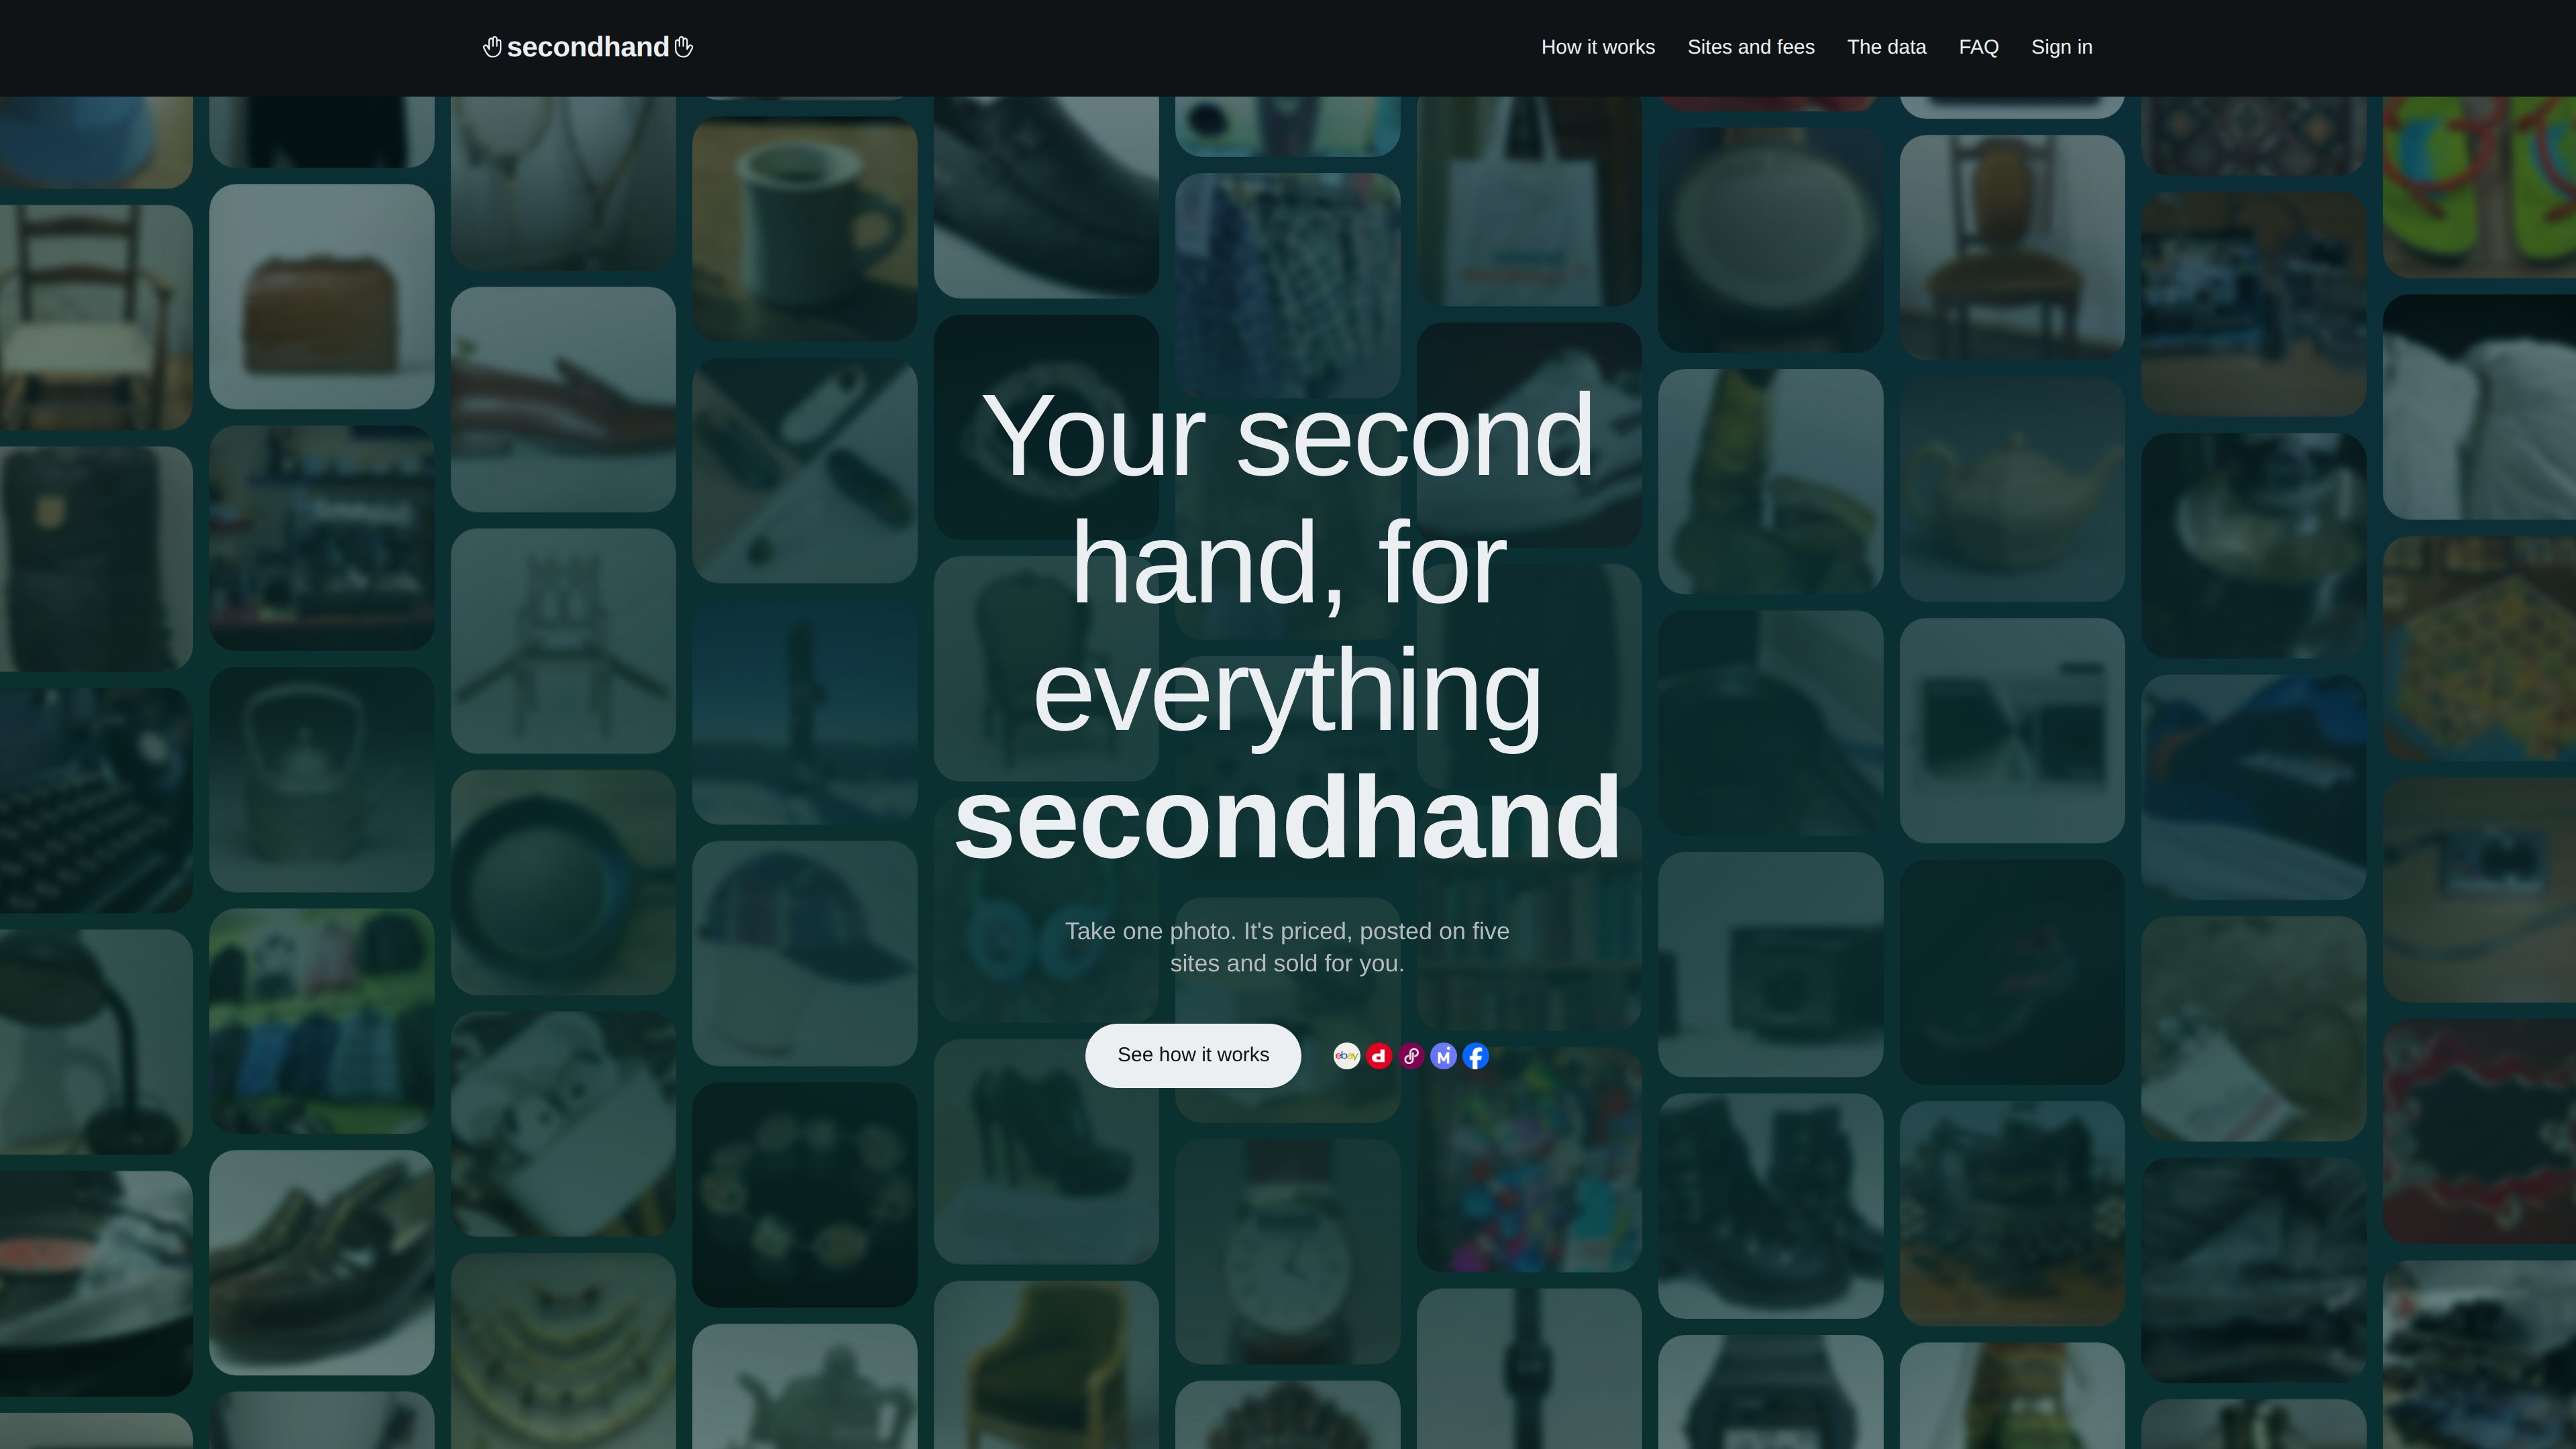 secondhand
How it works
Sites and fees
The data
FAQ
Sign in
Your second
hand, for
everything
secondhand
Take one photo. It's priced, posted on five
sites and sold for you.
See how it works
ebay